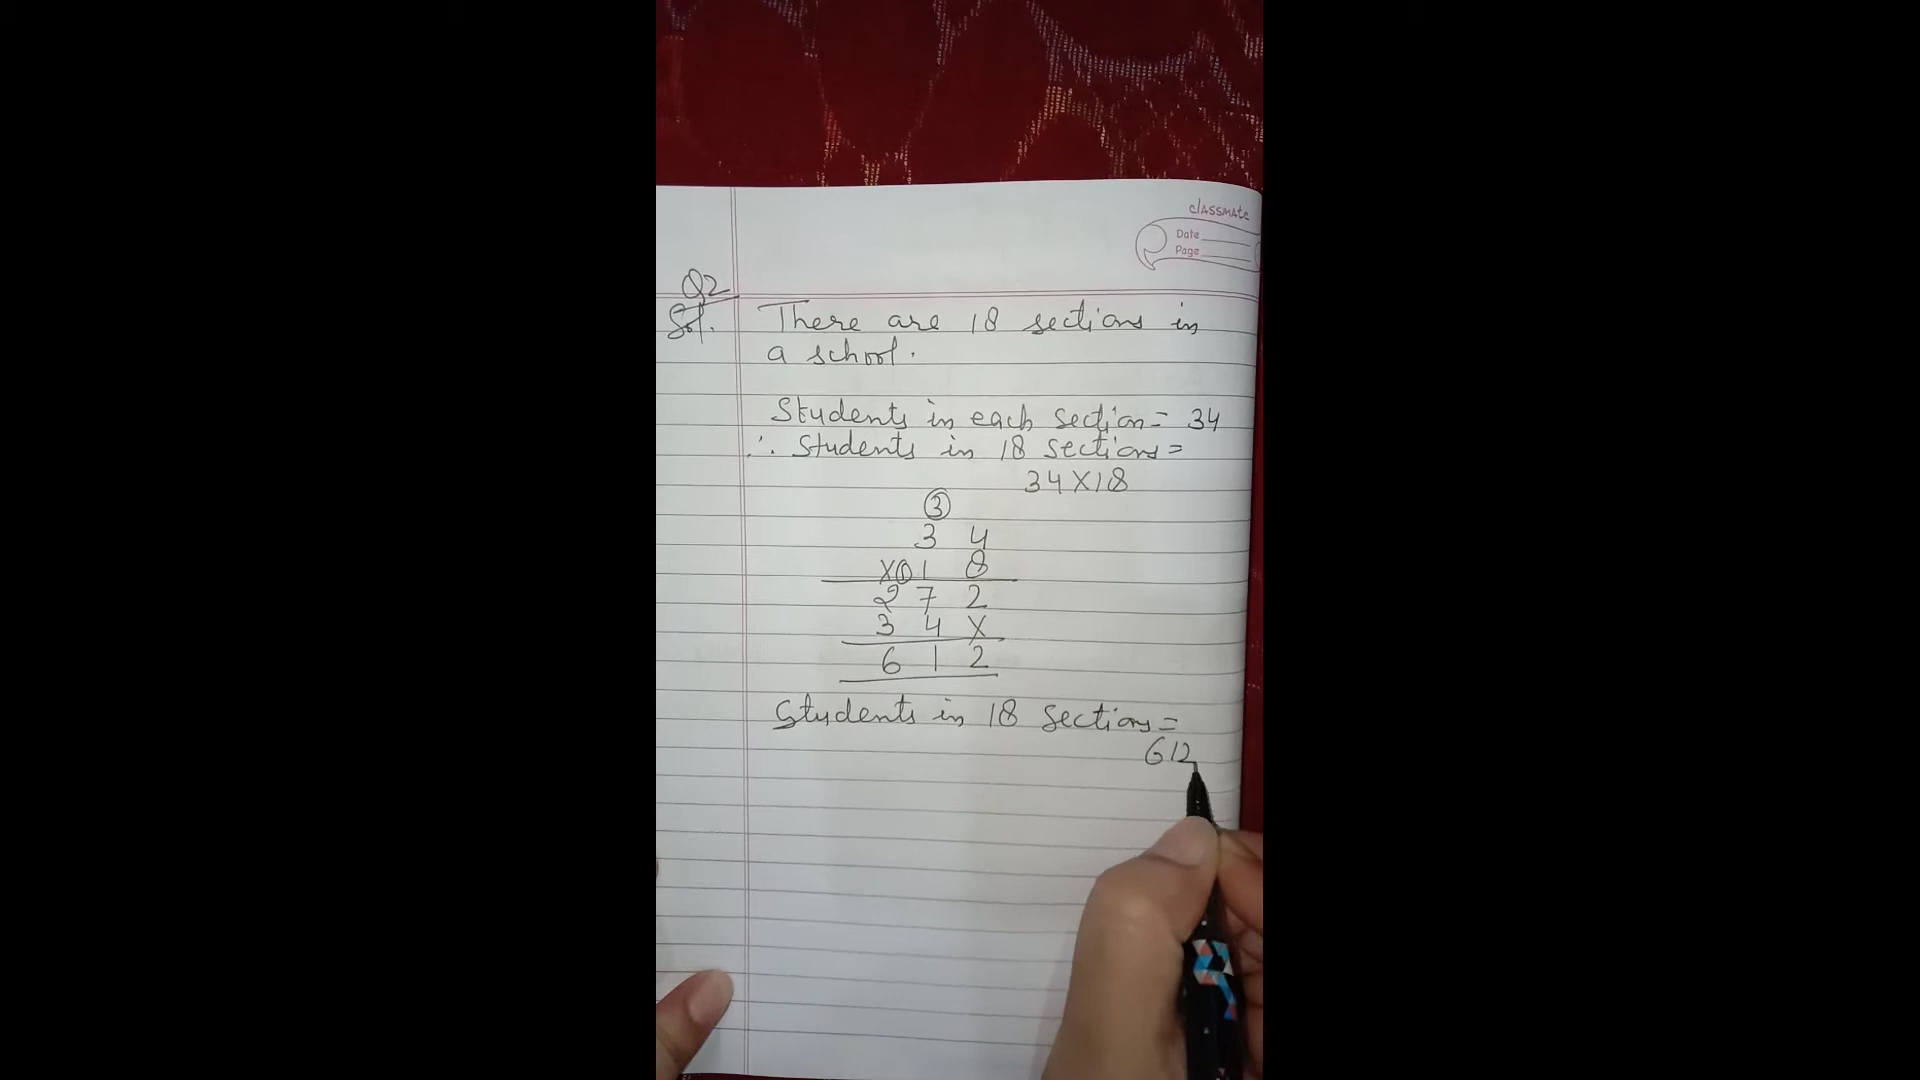 classmate
Date
Page
Q2
Sol. There are 18 sections in
a school.
Students in each section = 34
∴ Students in 18 sections =
34 X 18
3
3 4
X 0 1 8
2 7 2
3 4 X
6 1 2
Students in 18 sections =
612